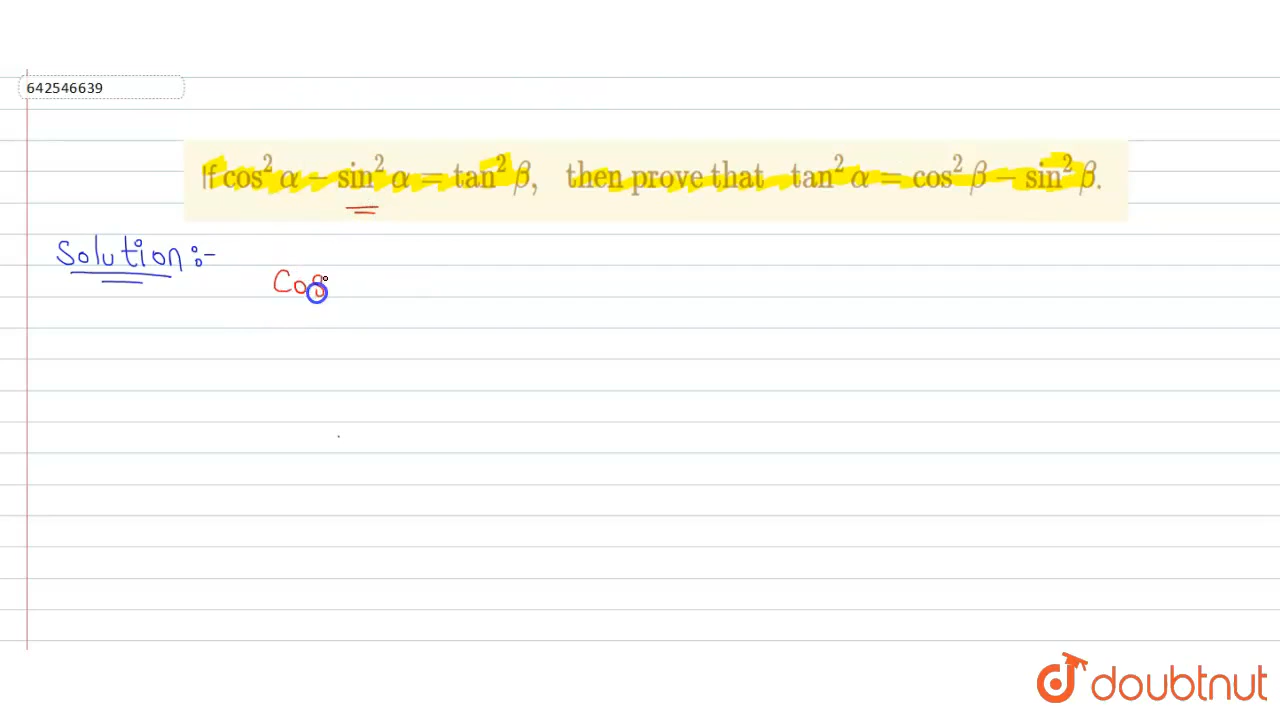 642546639
If cos² α − sin² α = tan² β, then prove that tan² α = cos² β − sin² β.
Solution :-
Cos
doubtnut